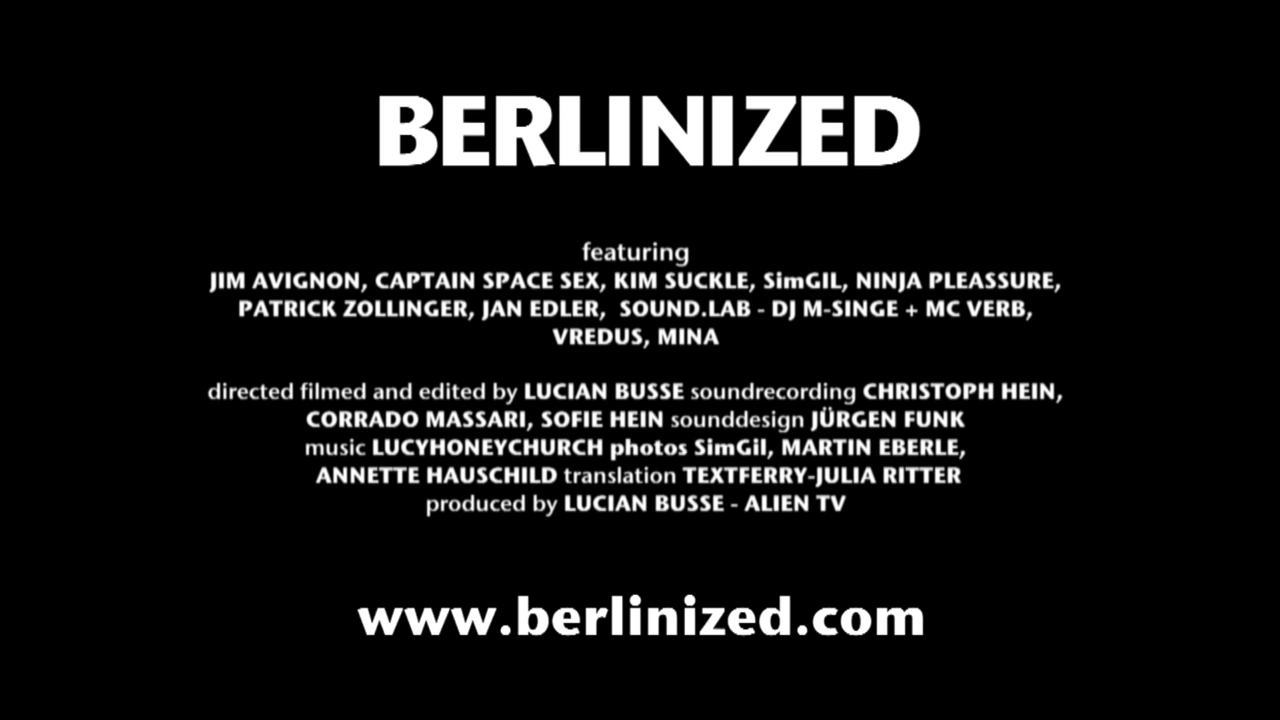 BERLINIZED
featuring
JIM AVIGNON, CAPTAIN SPACE SEX, KIM SUCKLE, SimGIL, NINJA PLEASSURE,
PATRICK ZOLLINGER, JAN EDLER, SOUND.LAB - DJ M-SINGE + MC VERB,
VREDUS, MINA
directed filmed and edited by LUCIAN BUSSE soundrecording CHRISTOPH HEIN,
CORRADO MASSARI, SOFIE HEIN sounddesign JÜRGEN FUNK
music LUCYHONEYCHURCH photos SimGil, MARTIN EBERLE,
ANNETTE HAUSCHILD translation TEXTFERRY-JULIA RITTER
produced by LUCIAN BUSSE - ALIEN TV
www.berlinized.com